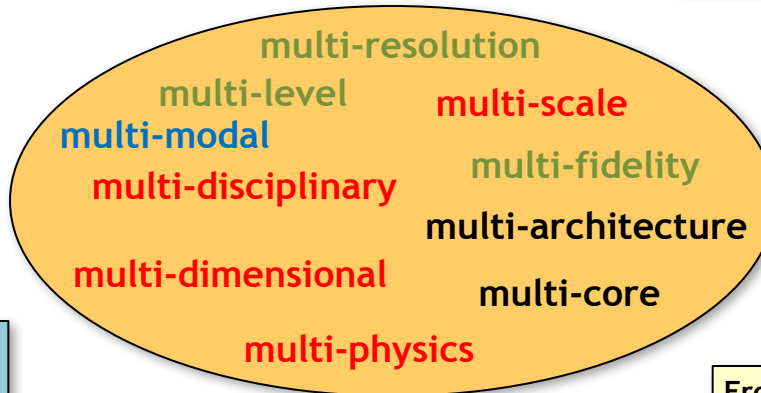 multi-resolution
multi-level
multi-scale
multi-modal
multi-fidelity
multi-disciplinary
multi-architecture
multi-dimensional
multi-core
multi-physics